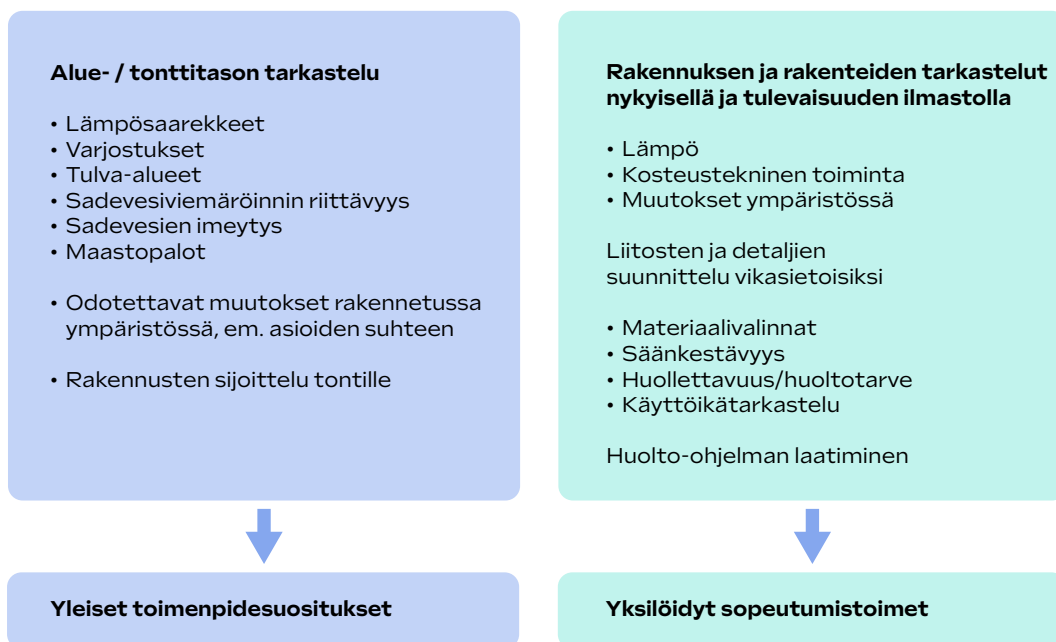 Alue- / tonttitason tarkastelu
• Lämpösaarekkeet
• Varjostukset
• Tulva-alueet
• Sadevesiviemäröinnin riittävyys
• Sadevesien imeytys
• Maastopalot
• Odotettavat muutokset rakennetussa
ympäristössä, em. asioiden suhteen
• Rakennusten sijoittelu tontille
Yleiset toimenpidesuositukset
Rakennuksen ja rakenteiden tarkastelut
nykyisellä ja tulevaisuuden ilmastolla
• Lämpö
• Kosteustekninen toiminta
• Muutokset ympäristössä
Liitosten ja detaljien
suunnittelu vikasietoisiksi
• Materiaalivalinnat
• Säänkestävyys
• Huollettavuus/huoltotarve
• Käyttöikätarkastelu
Huolto-ohjelman laatiminen
Yksilöidyt sopeutumistoimet